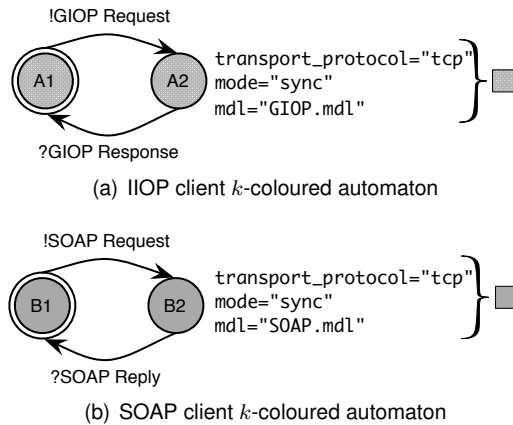 !GIOP Request
A1
A2
transport_protocol="tcp"
mode="sync"
mdl="GIOP.mdl"
?GIOP Response
(a) IIOP client k-coloured automaton
!SOAP Request
B1
B2
transport_protocol="tcp"
mode="sync"
mdl="SOAP.mdl"
?SOAP Reply
(b) SOAP client k-coloured automaton